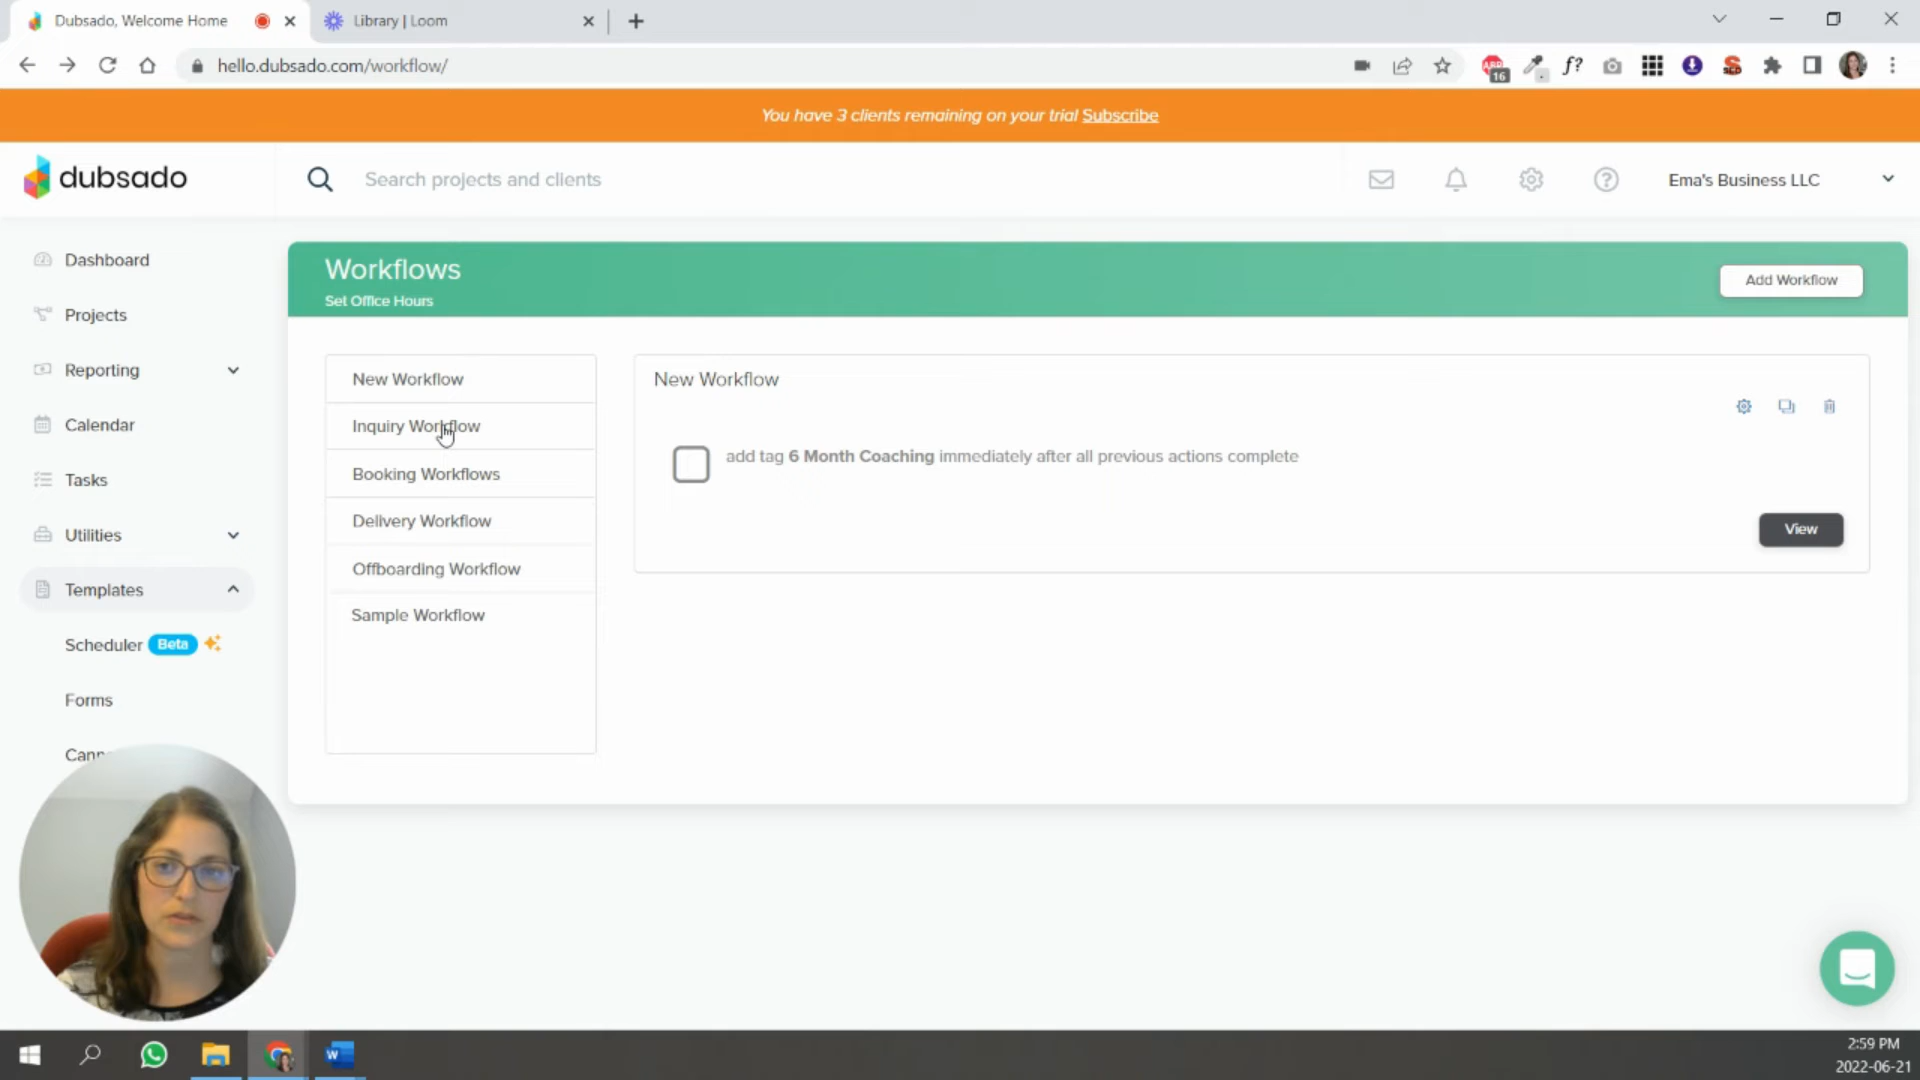 Dubsado, Welcome Home
Library | Loom
hello.dubsado.com/workflow/
ABP
16
f?
SEO
You have 3 clients remaining on your trial Subscribe
dubsado
Search projects and clients
Ema's Business LLC
Dashboard
Projects
Reporting
Calendar
Tasks
Utilities
Templates
Scheduler Beta
Forms
Workflows
Set Office Hours
Add Workflow
New Workflow
Inquiry Workflow
Booking Workflows
Delivery Workflow
Offboarding Workflow
Sample Workflow
New Workflow
add tag 6 Month Coaching immediately after all previous actions complete
View
W
2:59 PM
2022-06-21